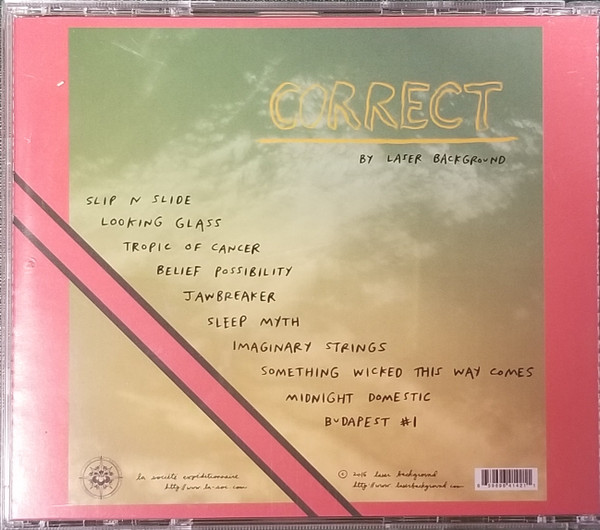 CORRECT
BY LASER BACKGROUND
SLIP N SLIDE
LOOKING GLASS
TROPIC OF CANCER
BELIEF POSSIBILITY
JAWBREAKER
SLEEP MYTH
IMAGINARY STRINGS
SOMETHING WICKED THIS WAY COMES
MIDNIGHT DOMESTIC
BUDAPEST #1
la société expéditionnaire
http://www.la-soc.com
© 2016 laser background
http://www.laserbackground.com